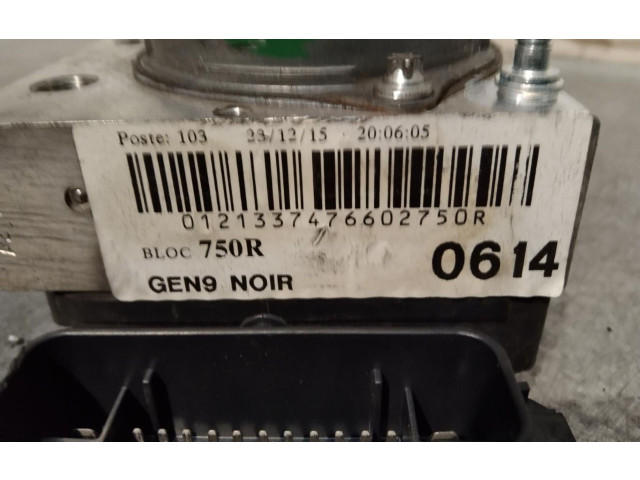 Poste: 103 23/12/15 20:06:05
0121337476602750R
BLOC 750R
0614
GEN9 NOIR